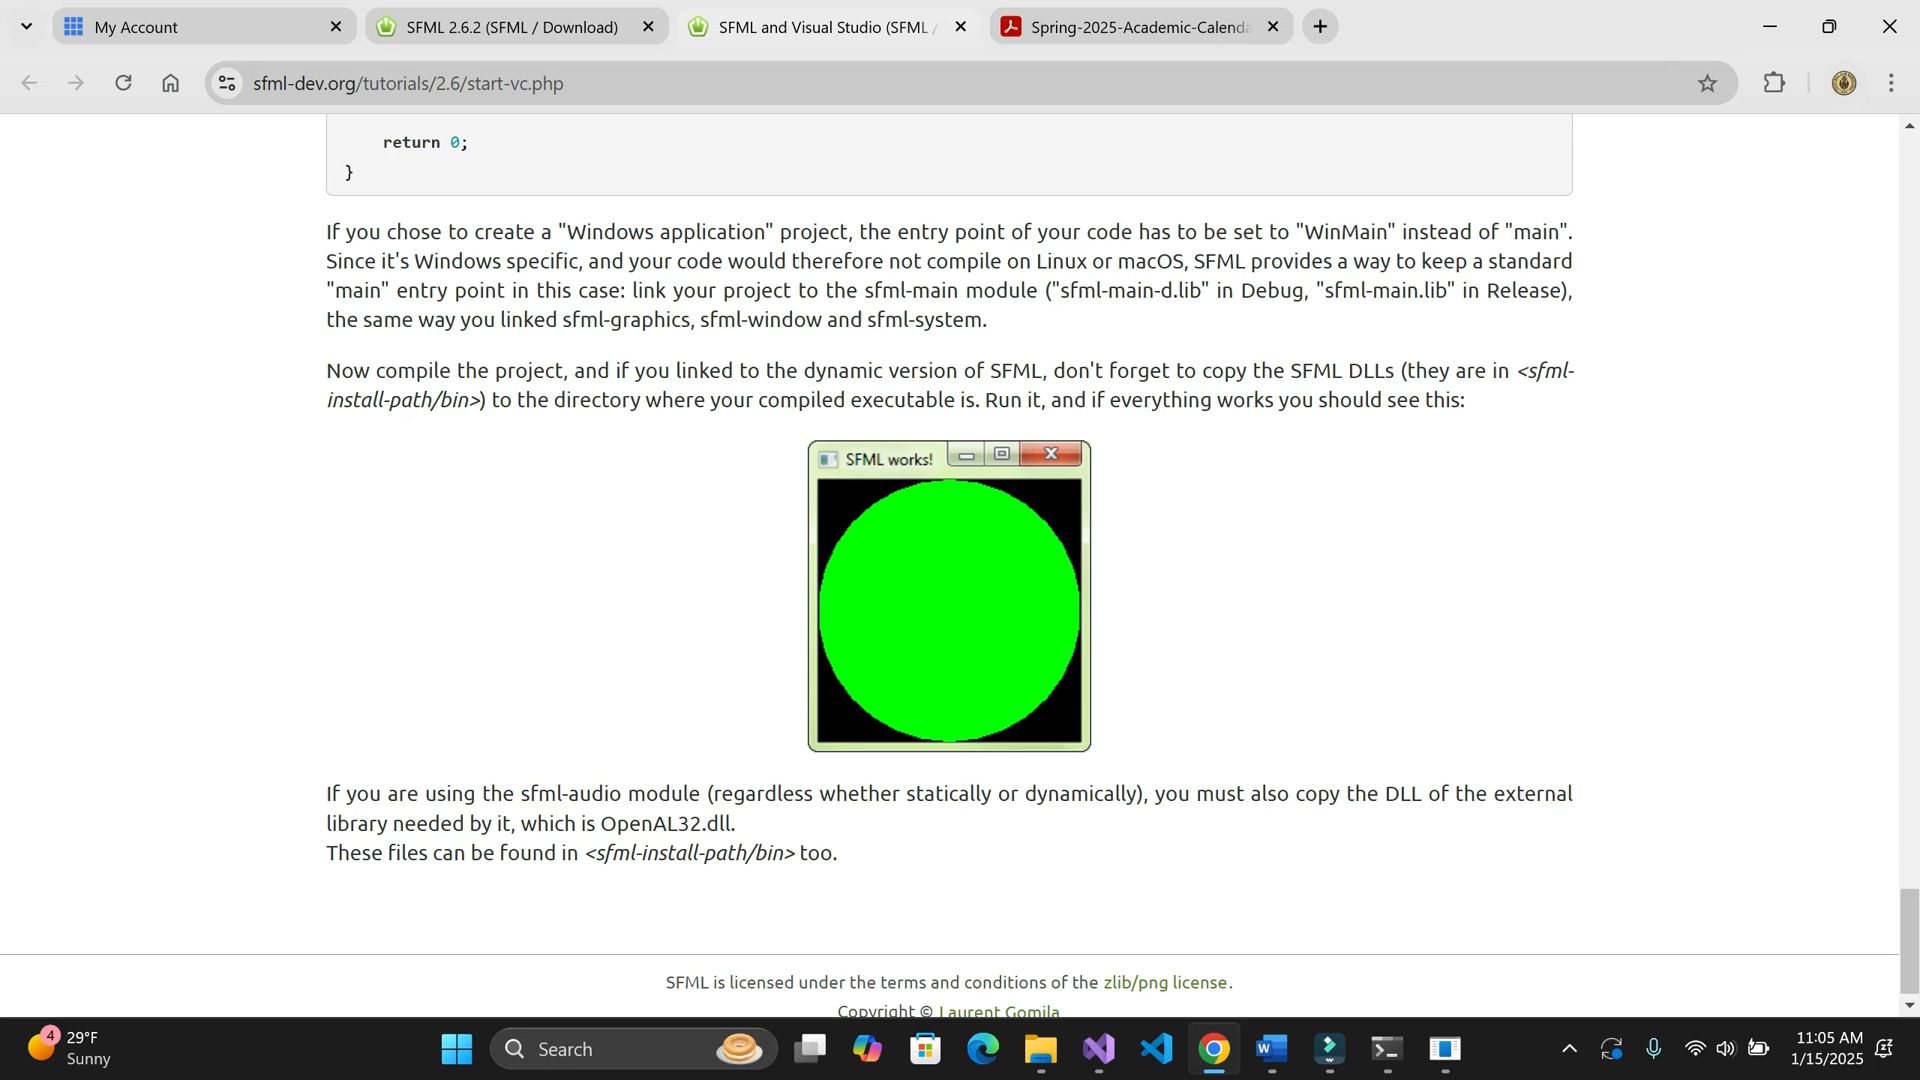 My Account
SFML 2.6.2 (SFML / Download)
SFML and Visual Studio (SFML /
Spring-2025-Academic-Calenda
sfml-dev.org/tutorials/2.6/start-vc.php
return 0;
}
If you chose to create a "Windows application" project, the entry point of your code has to be set to "WinMain" instead of "main".
Since it's Windows specific, and your code would therefore not compile on Linux or macOS, SFML provides a way to keep a standard
"main" entry point in this case: link your project to the sfml-main module ("sfml-main-d.lib" in Debug, "sfml-main.lib" in Release),
the same way you linked sfml-graphics, sfml-window and sfml-system.
Now compile the project, and if you linked to the dynamic version of SFML, don't forget to copy the SFML DLLs (they are in <sfml-
install-path/bin>) to the directory where your compiled executable is. Run it, and if everything works you should see this:
SFML works!
If you are using the sfml-audio module (regardless whether statically or dynamically), you must also copy the DLL of the external
library needed by it, which is OpenAL32.dll.
These files can be found in <sfml-install-path/bin> too.
SFML is licensed under the terms and conditions of the zlib/png license.
Copyright © Laurent Gomila
4
29°F
Sunny
Search
11:05 AM
1/15/2025